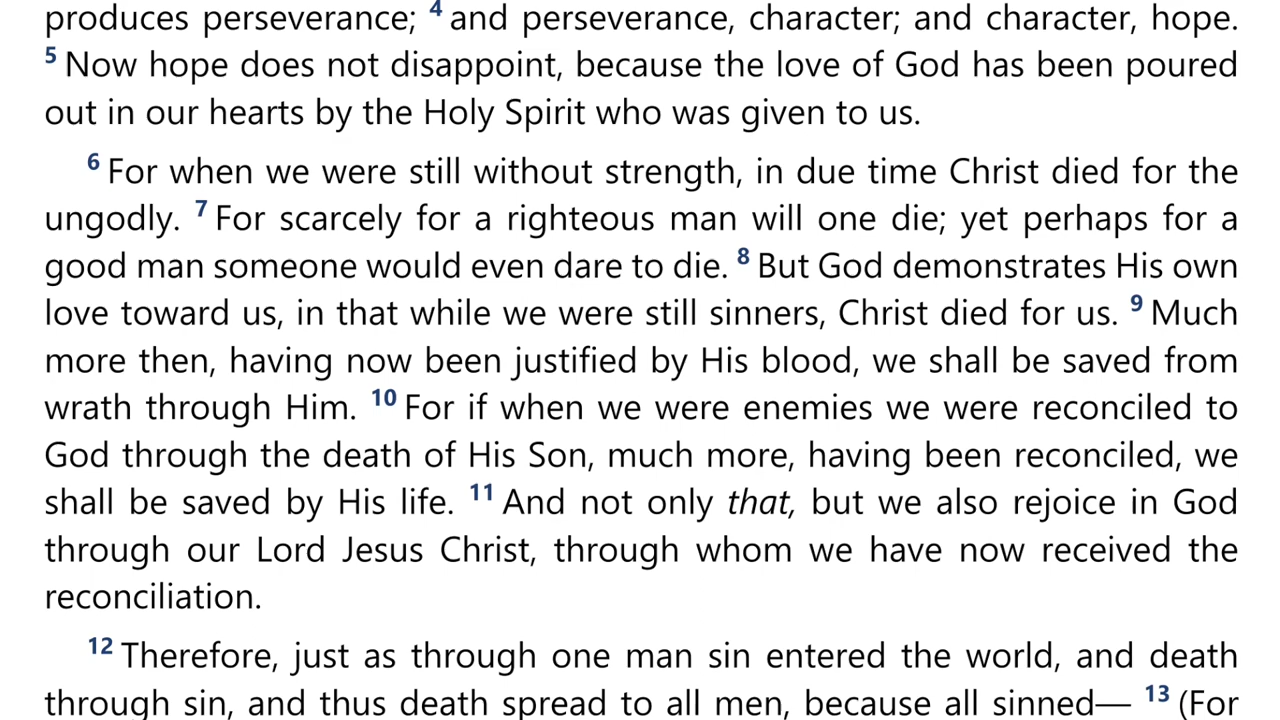 produces perseverance; 4 and perseverance, character; and character, hope.
5 Now hope does not disappoint, because the love of God has been poured
out in our hearts by the Holy Spirit who was given to us.
6 For when we were still without strength, in due time Christ died for the
ungodly. 7 For scarcely for a righteous man will one die; yet perhaps for a
good man someone would even dare to die. 8 But God demonstrates His own
love toward us, in that while we were still sinners, Christ died for us. 9 Much
more then, having now been justified by His blood, we shall be saved from
wrath through Him. 10 For if when we were enemies we were reconciled to
God through the death of His Son, much more, having been reconciled, we
shall be saved by His life. 11 And not only that, but we also rejoice in God
through our Lord Jesus Christ, through whom we have now received the
reconciliation.
12 Therefore, just as through one man sin entered the world, and death
through sin, and thus death spread to all men, because all sinned— 13 (For